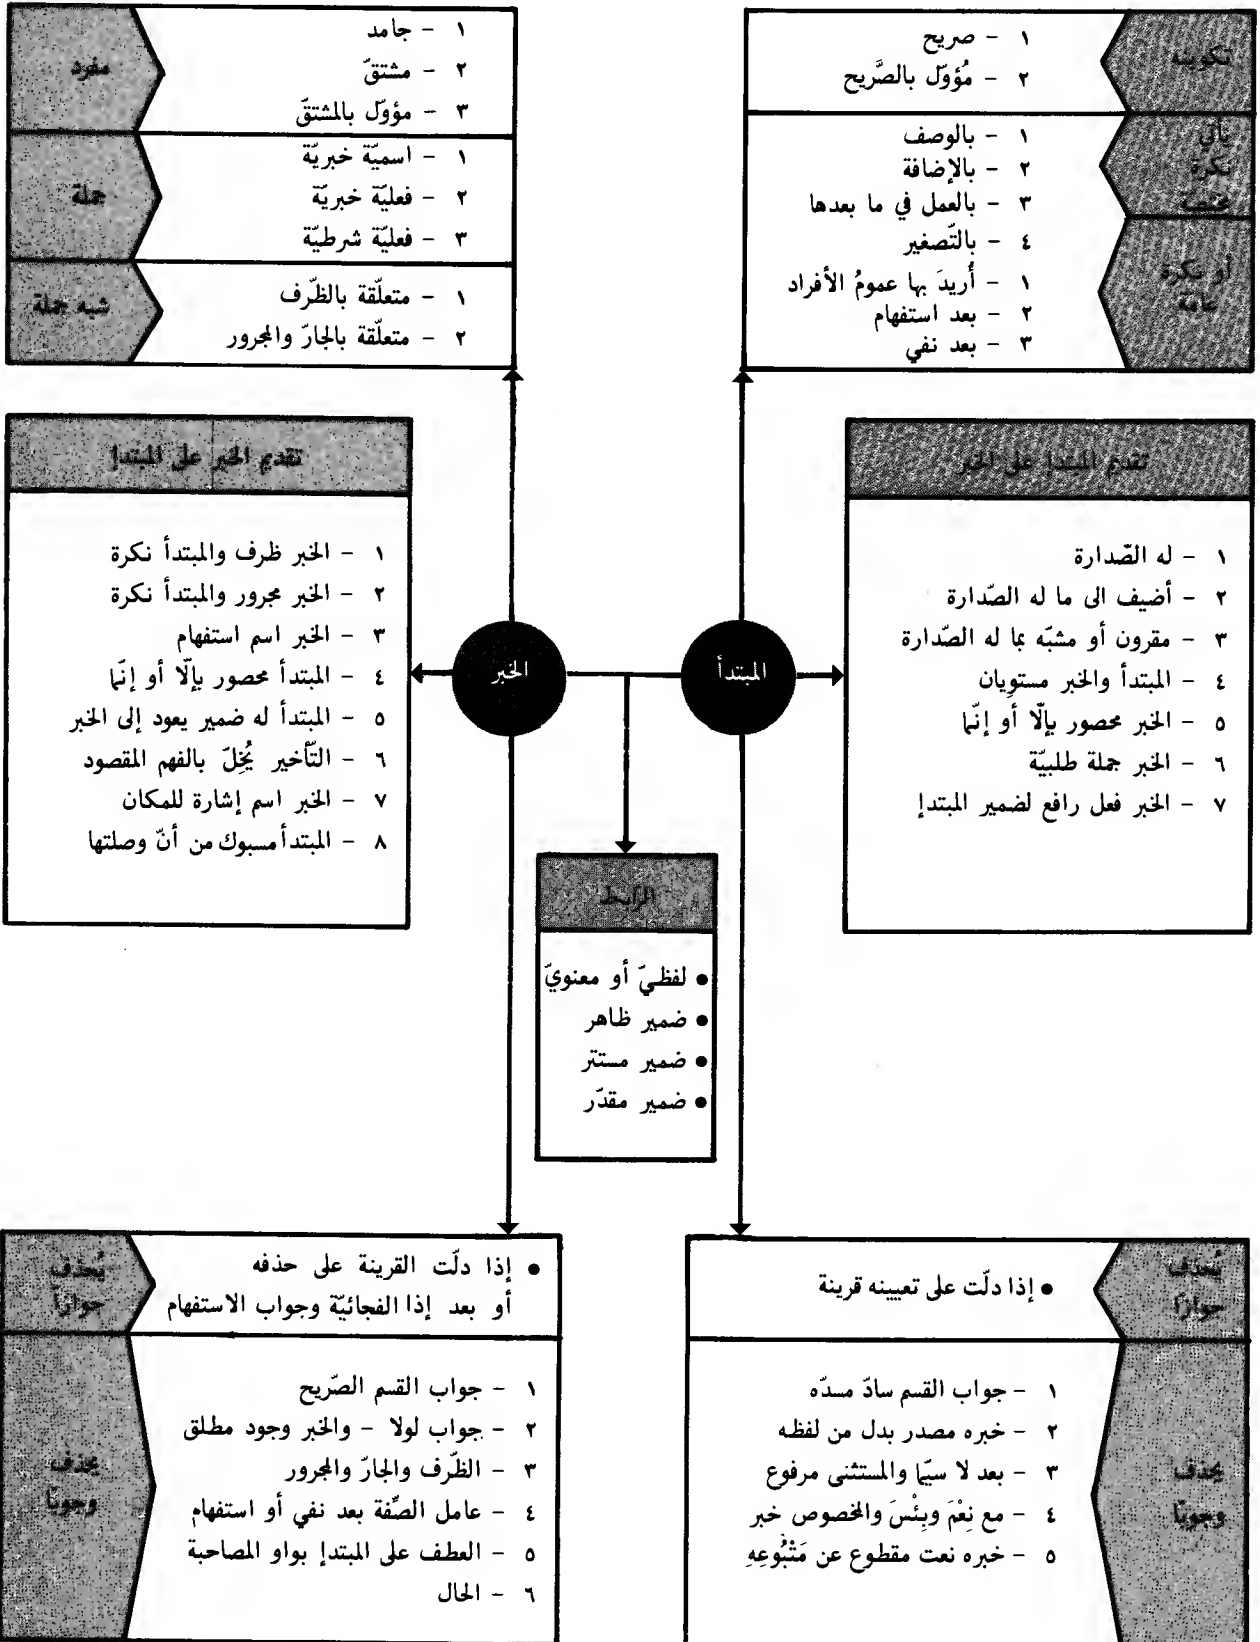 تكوينه
١ - صريح
٢ - مُؤوّل بالصَّريح
يأتي
نكرة
مختصة
١ - بالوصف
٢ - بالإضافة
٣ - بالعمل في ما بعدها
٤ - بالتّصغير
أو نكرة
عامة
١ - أُريدَ بها عمومُ الأفراد
٢ - بعد استفهام
٣ - بعد نفي
مفرد
١ - جامد
٢ - مشتقّ
٣ - مؤوّل بالمشتقّ
جملة
١ - اسميّة خبريّة
٢ - فعليّة خبريّة
٣ - فعليّة شرطيّة
شبه جملة
١ - متعلّقة بالظّرف
٢ - متعلّقة بالجارّ والمجرور
تقديم المبتدإ على الخبر
١ - له الصّدارة
٢ - أضيف الى ما له الصّدارة
٣ - مقرون أو مشبّه بما له الصّدارة
٤ - المبتدأ والخبر مستويان
٥ - الخبر محصور بإلّا أو إنّما
٦ - الخبر جملة طلبيّة
٧ - الخبر فعل رافع لضمير المبتدإ
تقديم الخبر على المبتدإ
١ - الخبر ظرف والمبتدأ نكرة
٢ - الخبر مجرور والمبتدأ نكرة
٣ - الخبر اسم استفهام
٤ - المبتدأ محصور بإلّا أو إنّما
٥ - المبتدأ له ضمير يعود إلى الخبر
٦ - التّأخير يُخِلّ بالفهم المقصود
٧ - الخبر اسم إشارة للمكان
٨ - المبتدأ مسبوك من أنّ وصلتها
المبتدأ
الخبر
الرّابط
• لفظيّ أو معنويّ
• ضمير ظاهر
• ضمير مستتر
• ضمير مقدّر
يُحذف
جوازًا
• إذا دلّت على تعيينه قرينة
يحذف
وجوبًا
١ - جواب القسم سادّ مسدّه
٢ - خبره مصدر بدل من لفظه
٣ - بعد لا سيّما والمستثنى مرفوع
٤ - مع نِعْمَ وبِئْسَ والمخصوص خبر
٥ - خبره نعت مقطوع عن مَتْبُوعِهِ
يُحذف
جوازًا
• إذا دلّت القرينة على حذفه
أو بعد إذا الفجائيّة وجواب الاستفهام
يحذف
وجوبًا
١ - جواب القسم الصّريح
٢ - جواب لولا - والخبر وجود مطلق
٣ - الظّرف والجارّ والمجرور
٤ - عامل الصِّفة بعد نفي أو استفهام
٥ - العطف على المبتدإ بواو المصاحبة
٦ - الحال